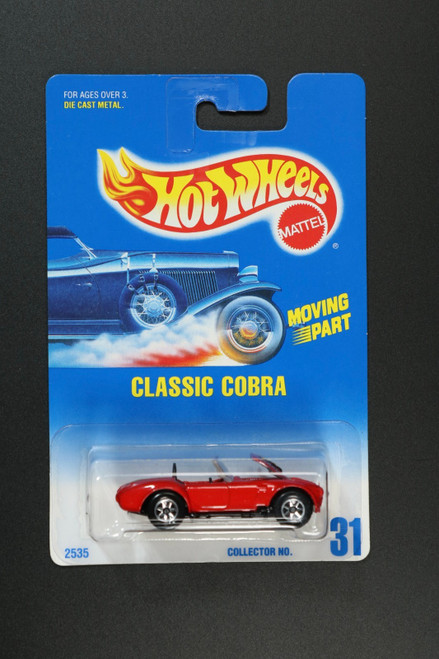 FOR AGES OVER 3.
DIE CAST METAL.
HOT WHEELS
MATTEL
®
MOVING
PART
CLASSIC COBRA
2535
COLLECTOR NO. 31